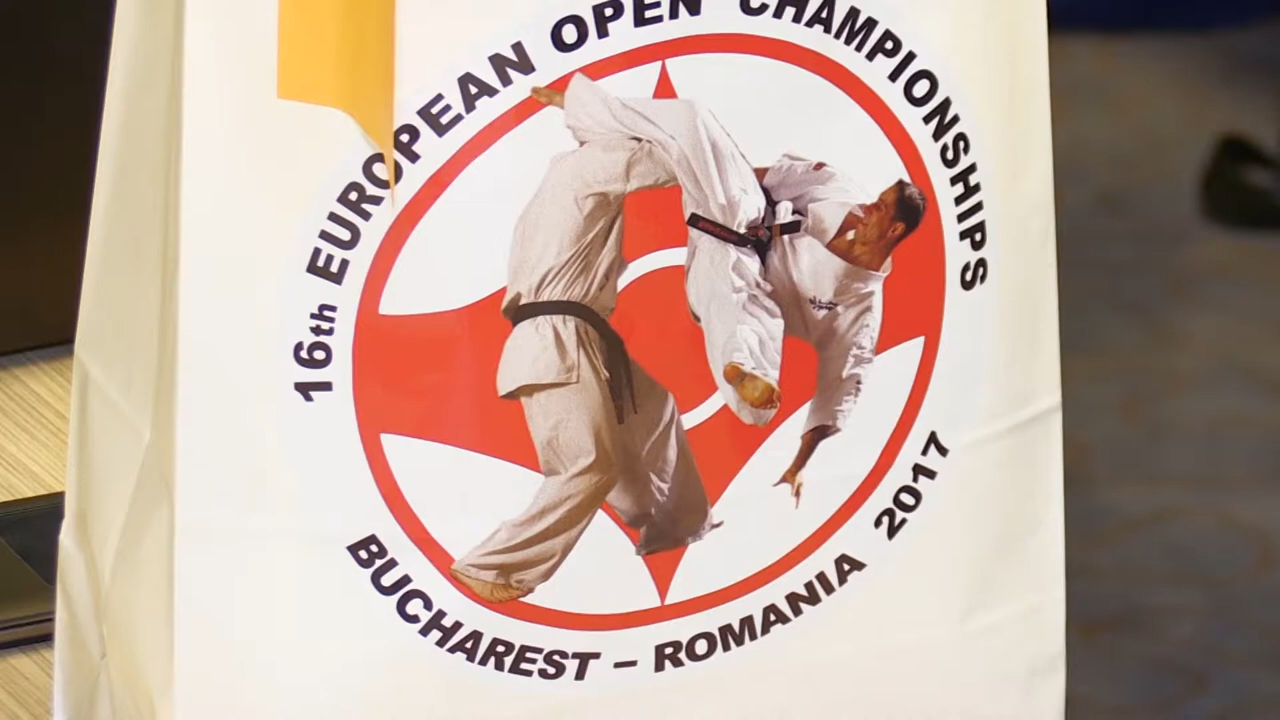 16th EUROPEAN OPEN CHAMPIONSHIPS
BUCHAREST – ROMANIA 2017